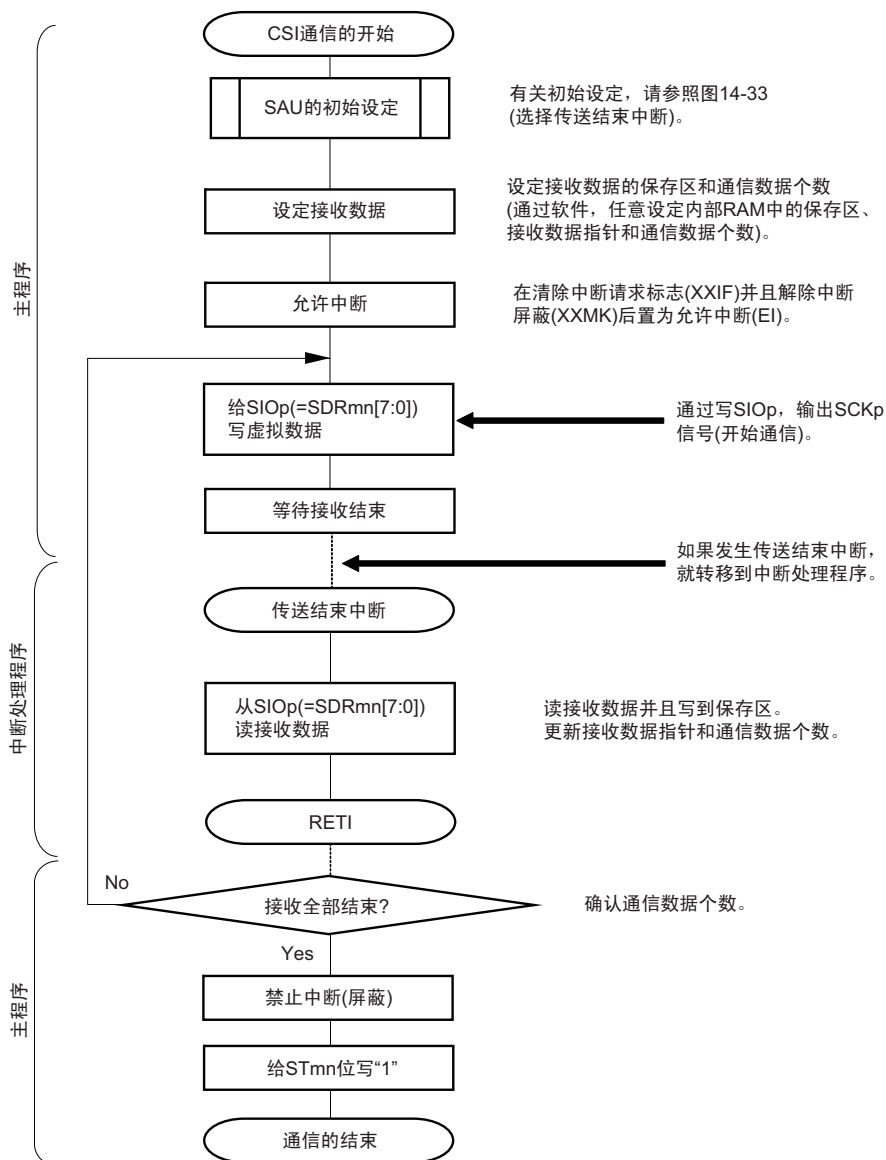 CSI通信的开始
SAU的初始设定
有关初始设定，请参照图14-33
(选择传送结束中断)。
设定接收数据
设定接收数据的保存区和通信数据个数
(通过软件，任意设定内部RAM中的保存区、
接收数据指针和通信数据个数)。
主程序
允许中断
在清除中断请求标志(XXIF)并且解除中断
屏蔽(XXMK)后置为允许中断(EI)。
给SIOp(=SDRmn[7:0])
写虚拟数据
通过写SIOp，输出SCKp
信号(开始通信)。
等待接收结束
如果发生传送结束中断，
就转移到中断处理程序。
传送结束中断
中断处理程序
从SIOp(=SDRmn[7:0])
读接收数据
读接收数据并且写到保存区。
更新接收数据指针和通信数据个数。
RETI
No
接收全部结束?
确认通信数据个数。
Yes
禁止中断(屏蔽)
主程序
给STmn位写“1”
通信的结束